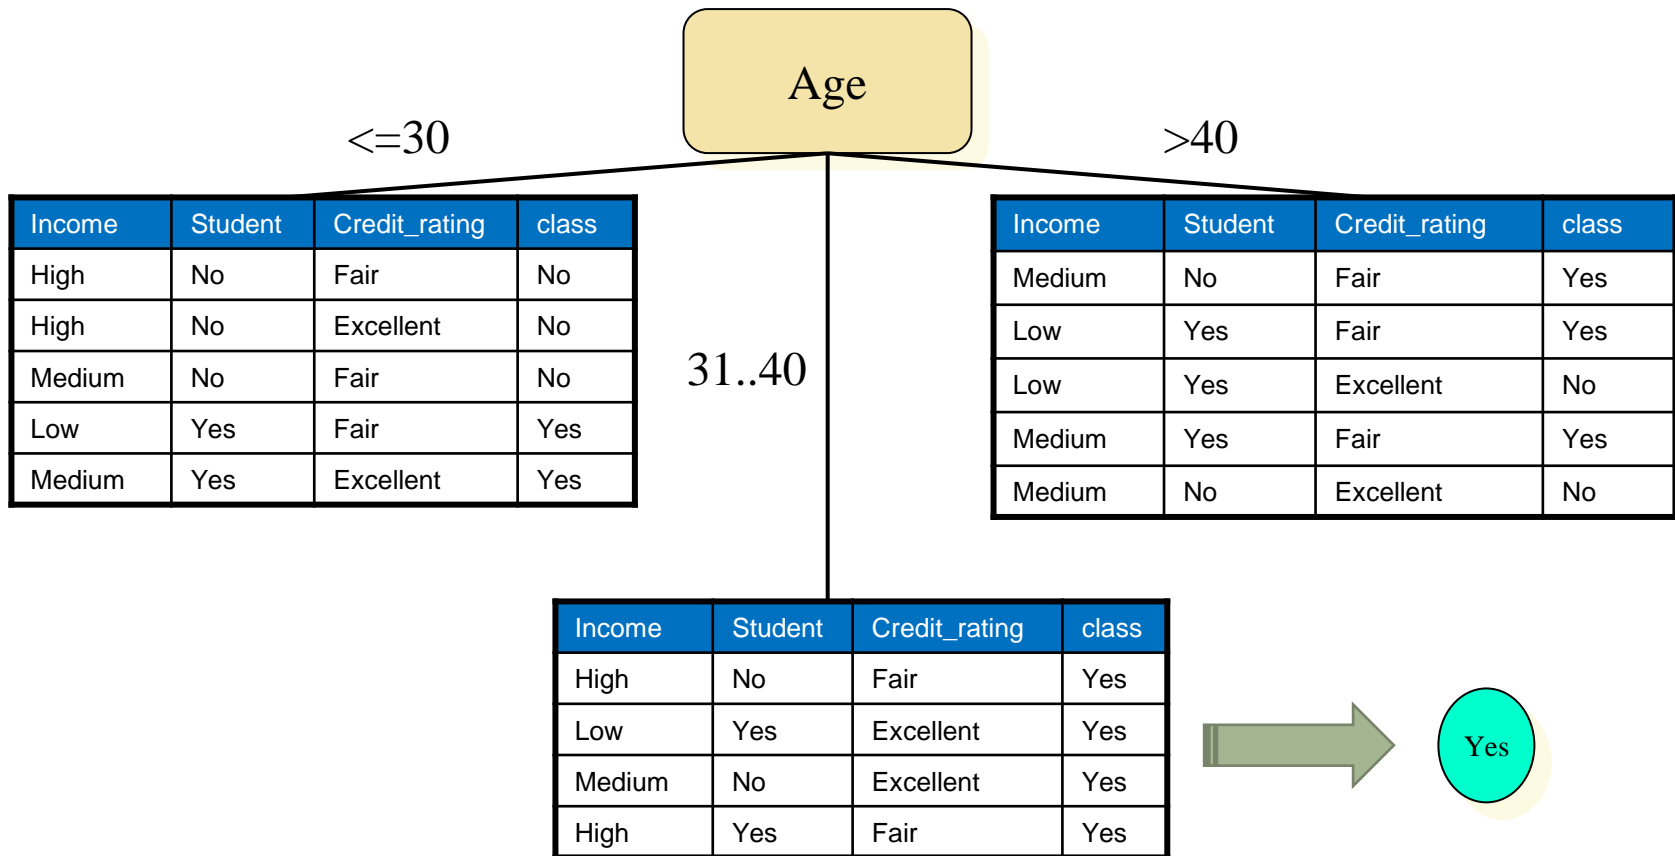 Age
<=30
>40
Income Student Credit_rating class
High No Fair No
High No Excellent No
Medium No Fair No
Low Yes Fair Yes
Medium Yes Excellent Yes
31..40
Income Student Credit_rating class
Medium No Fair Yes
Low Yes Fair Yes
Low Yes Excellent No
Medium Yes Fair Yes
Medium No Excellent No
Income Student Credit_rating class
High No Fair Yes
Low Yes Excellent Yes
Medium No Excellent Yes
High Yes Fair Yes
Yes